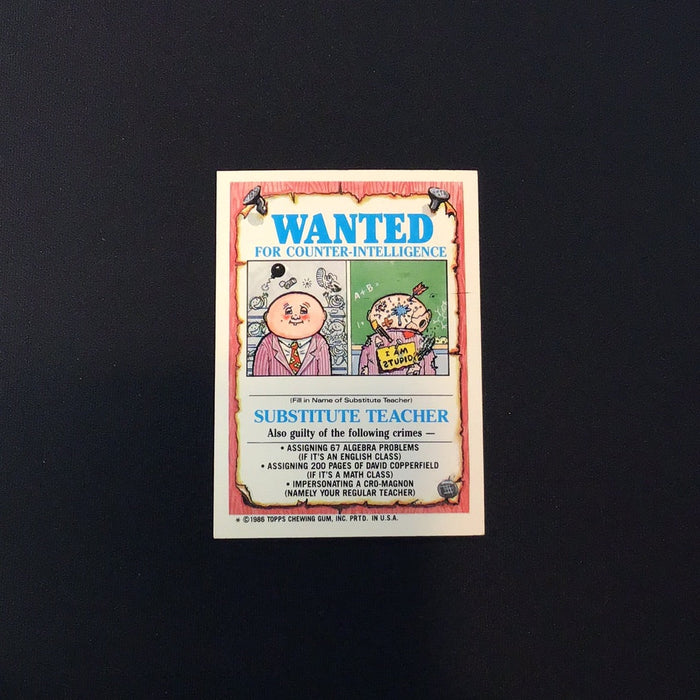 WANTED
FOR COUNTER-INTELLIGENCE
A+B=
I AM
STUPID
(Fill in Name of Substitute Teacher)
SUBSTITUTE TEACHER
Also guilty of the following crimes —
• ASSIGNING 67 ALGEBRA PROBLEMS
(IF IT'S AN ENGLISH CLASS)
• ASSIGNING 200 PAGES OF DAVID COPPERFIELD
(IF IT'S A MATH CLASS)
• IMPERSONATING A CRO-MAGNON
(NAMELY YOUR REGULAR TEACHER)
* ©1986 TOPPS CHEWING GUM, INC. PRTD. IN U.S.A.